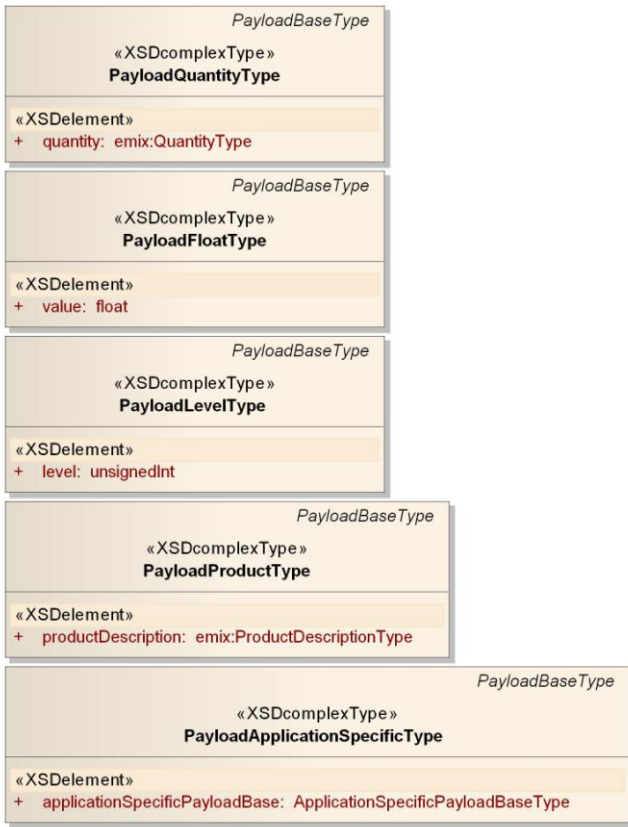 PayloadBaseType
«XSDcomplexType»
PayloadQuantityType
«XSDelement»
+ quantity: emix:QuantityType
PayloadBaseType
«XSDcomplexType»
PayloadFloatType
«XSDelement»
+ value: float
PayloadBaseType
«XSDcomplexType»
PayloadLevelType
«XSDelement»
+ level: unsignedInt
PayloadBaseType
«XSDcomplexType»
PayloadProductType
«XSDelement»
+ productDescription: emix:ProductDescriptionType
PayloadBaseType
«XSDcomplexType»
PayloadApplicationSpecificType
«XSDelement»
+ applicationSpecificPayloadBase: ApplicationSpecificPayloadBaseType